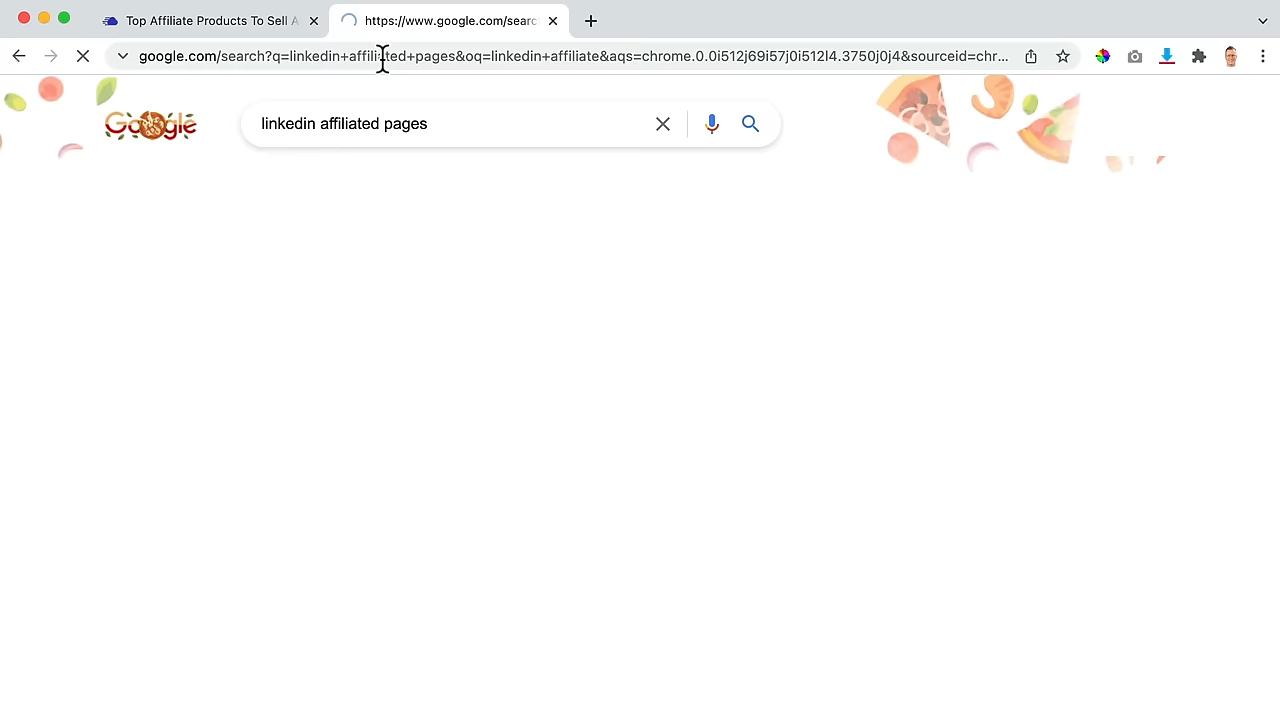 Top Affiliate Products To Sell A
https://www.google.com/searc
google.com/search?q=linkedin+affiliated+pages&oq=linkedin+affiliate&aqs=chrome.0.0i512j69i57j0i512l4.3750j0j4&sourceid=chr...
Google
linkedin affiliated pages